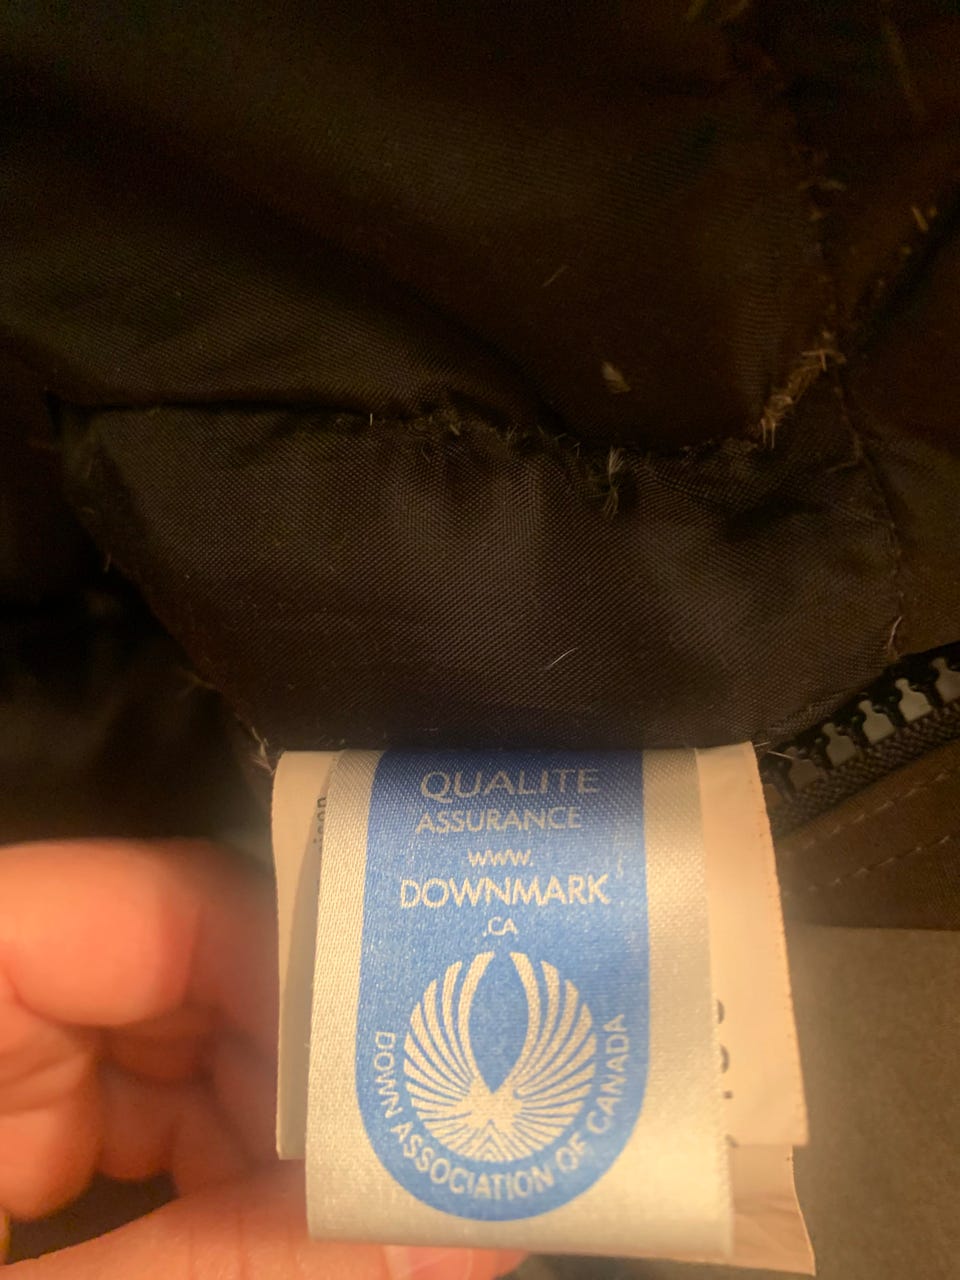 QUALITE
ASSURANCE
www.
DOWNMARK
.CA
DOWN ASSOCIATION OF CANADA